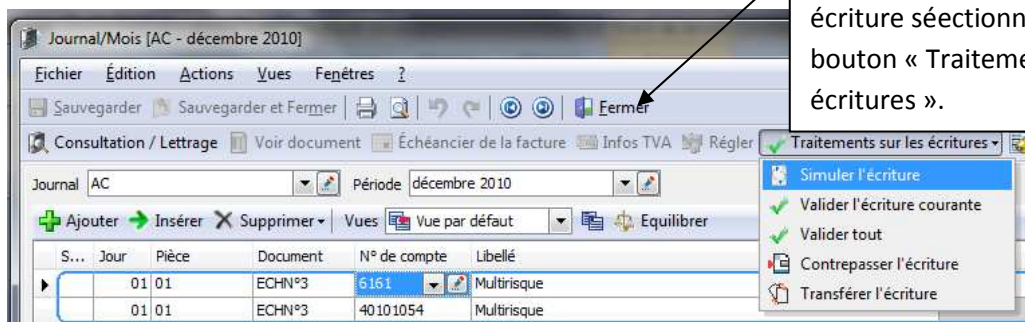 écriture séectionn
bouton « Traiteme
écritures ».
Journal/Mois [AC - décembre 2010]
Fichier Édition Actions Vues Fenêtres ?
Sauvegarder Sauvegarder et Fermer Fermer
Consultation / Lettrage Voir document Échéancier de la facture Infos TVA Régler Traitements sur les écritures
Journal AC Période décembre 2010
Simuler l'écriture
Valider l'écriture courante
Valider tout
Contrepasser l'écriture
Transférer l'écriture
Ajouter Insérer Supprimer Vues Vue par défaut Equilibrer
S... Jour Pièce Document N° de compte Libellé
01 01 ECHN°3 6161 Multirisque
01 01 ECHN°3 40101054 Multirisque